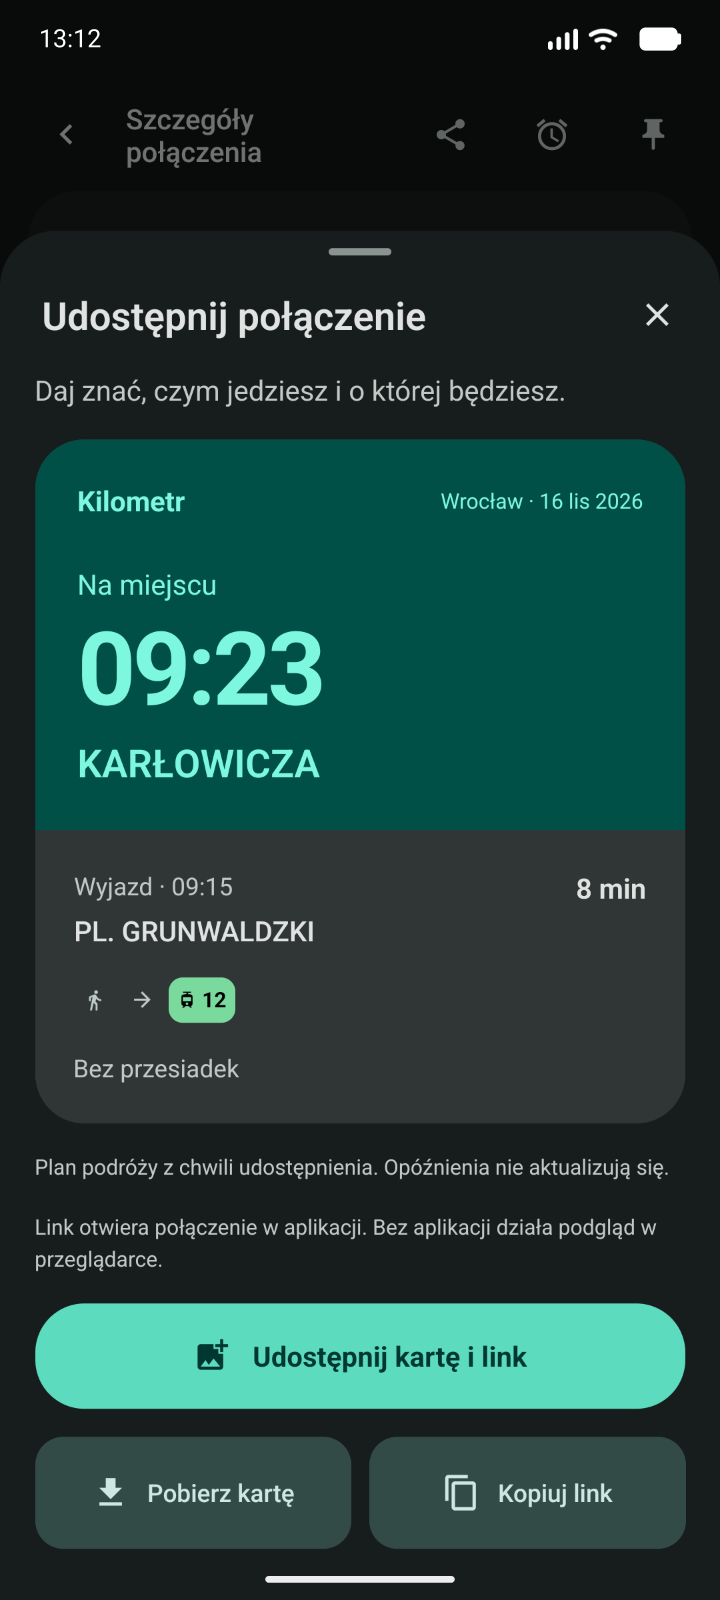 13:12
Szczegóły
połączenia
Udostępnij połączenie
Daj znać, czym jedziesz i o której będziesz.
Kilometr
Wrocław · 16 lis 2026
Na miejscu
09:23
KARŁOWICZA
Wyjazd · 09:15
8 min
PL. GRUNWALDZKI
12
Bez przesiadek
Plan podróży z chwili udostępnienia. Opóźnienia nie aktualizują się.
Link otwiera połączenie w aplikacji. Bez aplikacji działa podgląd w
przeglądarce.
Udostępnij kartę i link
Pobierz kartę
Kopiuj link